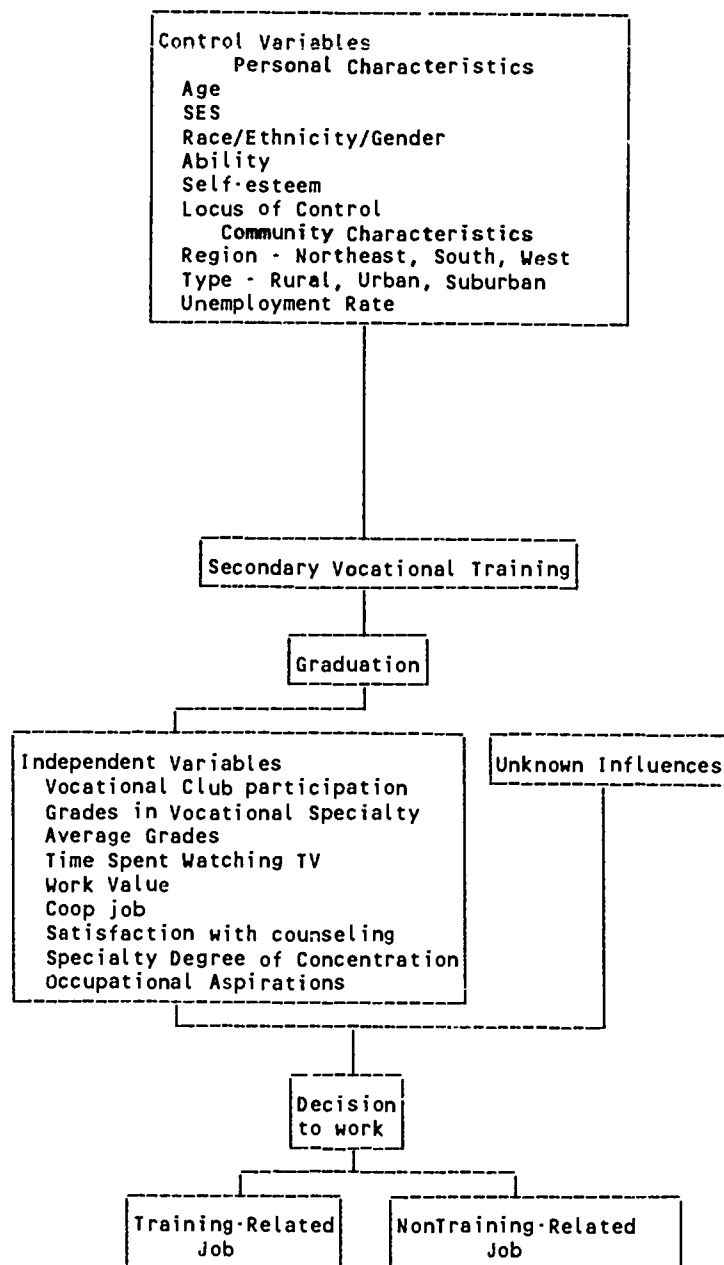 Control Variables
Personal Characteristics
Age
SES
Race/Ethnicity/Gender
Ability
Self-esteem
Locus of Control
Community Characteristics
Region - Northeast, South, West
Type - Rural, Urban, Suburban
Unemployment Rate
Secondary Vocational Training
Graduation
Independent Variables
Vocational Club participation
Grades in Vocational Specialty
Average Grades
Time Spent Watching TV
Work Value
Coop job
Satisfaction with counseling
Specialty Degree of Concentration
Occupational Aspirations
Unknown Influences
Decision
to work
Training-Related
Job
NonTraining-Related
Job